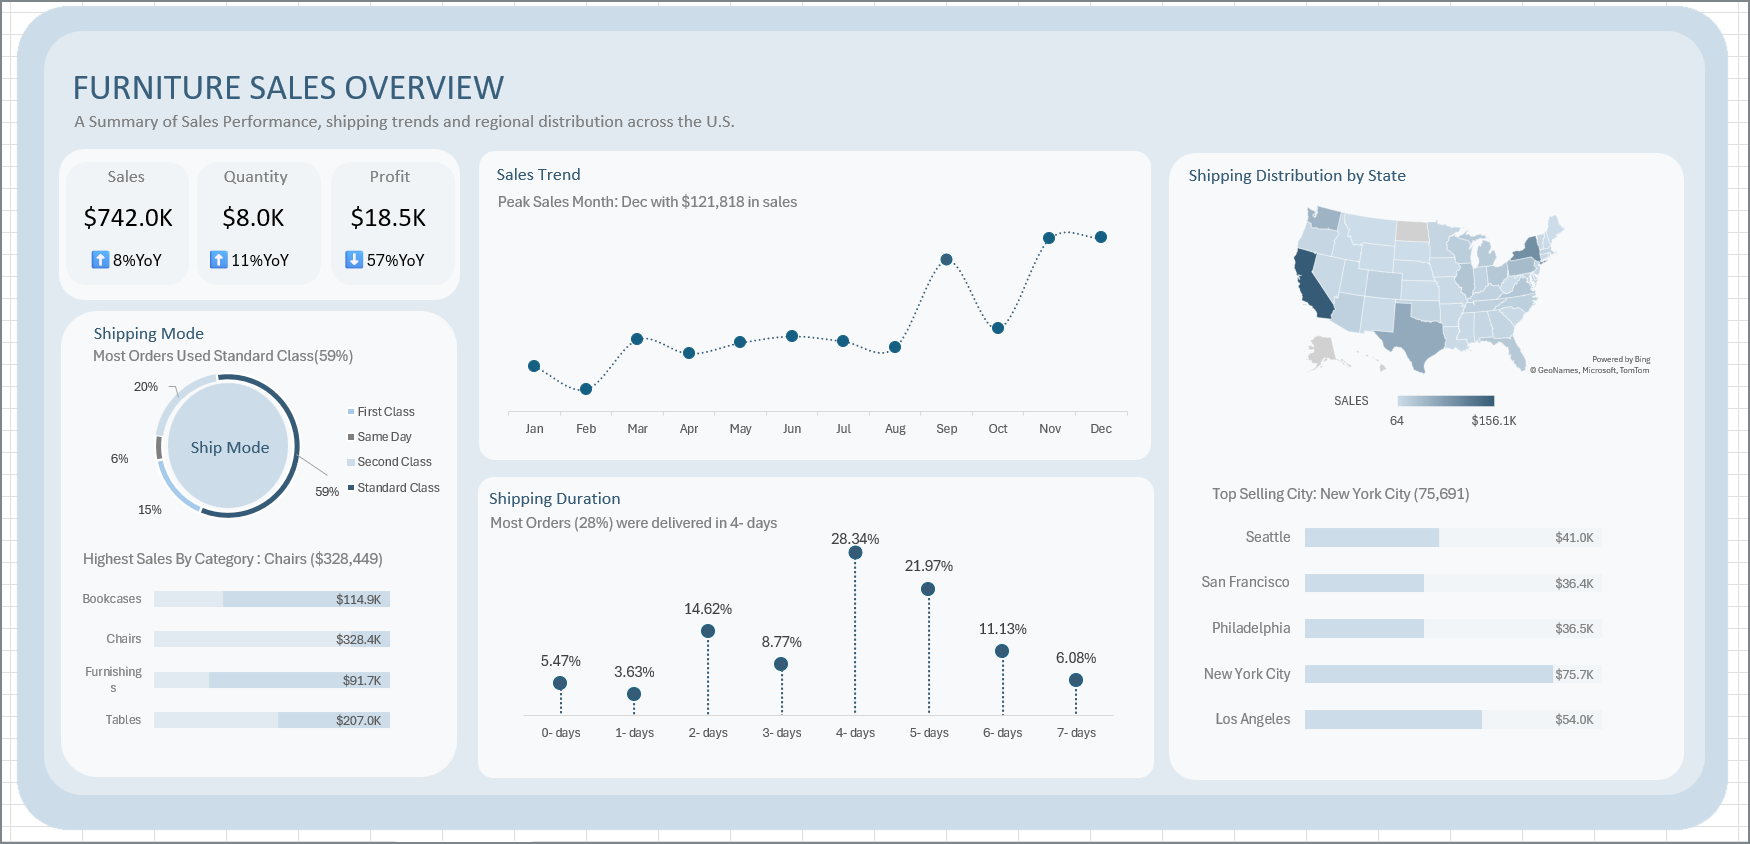 FURNITURE SALES OVERVIEW
A Summary of Sales Performance, shipping trends and regional distribution across the U.S.
Sales
$742.0K
⬆️ 8%YoY
Quantity
$8.0K
⬆️ 11%YoY
Profit
$18.5K
⬇️ 57%YoY
Shipping Mode
Most Orders Used Standard Class(59%)
20%
6%
15%
59%
Ship Mode
First Class
Same Day
Second Class
Standard Class
Highest Sales By Category : Chairs ($328,449)
Bookcases $114.9K
Chairs $328.4K
Furnishing
s
$91.7K
Tables $207.0K
Sales Trend
Peak Sales Month: Dec with $121,818 in sales
Jan Feb Mar Apr May Jun Jul Aug Sep Oct Nov Dec
Shipping Duration
Most Orders (28%) were delivered in 4- days
5.47% 3.63% 14.62% 8.77% 28.34% 21.97% 11.13% 6.08%
0- days 1- days 2- days 3- days 4- days 5- days 6- days 7- days
Shipping Distribution by State
Powered by Bing
© GeoNames, Microsoft, TomTom
SALES
64 $156.1K
Top Selling City: New York City (75,691)
Seattle $41.0K
San Francisco $36.4K
Philadelphia $36.5K
New York City $75.7K
Los Angeles $54.0K